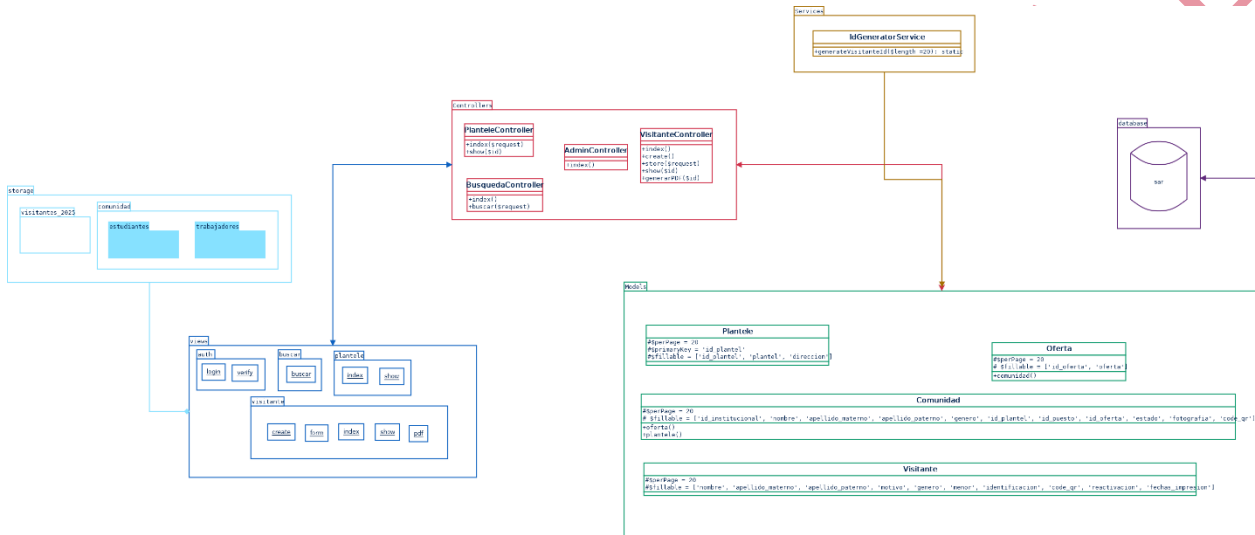 Services
IdGeneratorService
+generateVisitanteId($length =20): static
Controllers
PlanteleController
+index($request)
+show($id)
AdminController
+index()
VisitanteController
+index()
+create()
+store($request)
+show($id)
+generarPDF($id)
BusquedaController
+index()
+buscar($request)
database
storage
visitantes_2025
comunidad
estudiantes
trabajadores
views
auth
login
verify
buscar
buscar
plantele
index
show
visitante
create
form
index
show
pdf
Models
Plantele
#$perPage = 20
#$primaryKey = 'id_plantel'
#$fillable = ['id_plantel', 'plantel', 'direccion']
Oferta
#$perPage = 20
# $fillable = ['id_oferta', 'oferta']
+comunidad()
Comunidad
#$perPage = 20
# $fillable = ['id_institucional', 'nombre', 'apellido_materno', 'apellido_paterno', 'genero', 'id_plantel', 'id_puesto', 'id_oferta', 'estado', 'fotografia', 'code_qr']
+oferta()
+plantele()
Visitante
#$perPage = 20
#$fillable = ['nombre', 'apellido_materno', 'apellido_paterno', 'motivo', 'genero', 'menor', 'identificacion', 'code_qr', 'reactivacion', 'fechas_impresion']